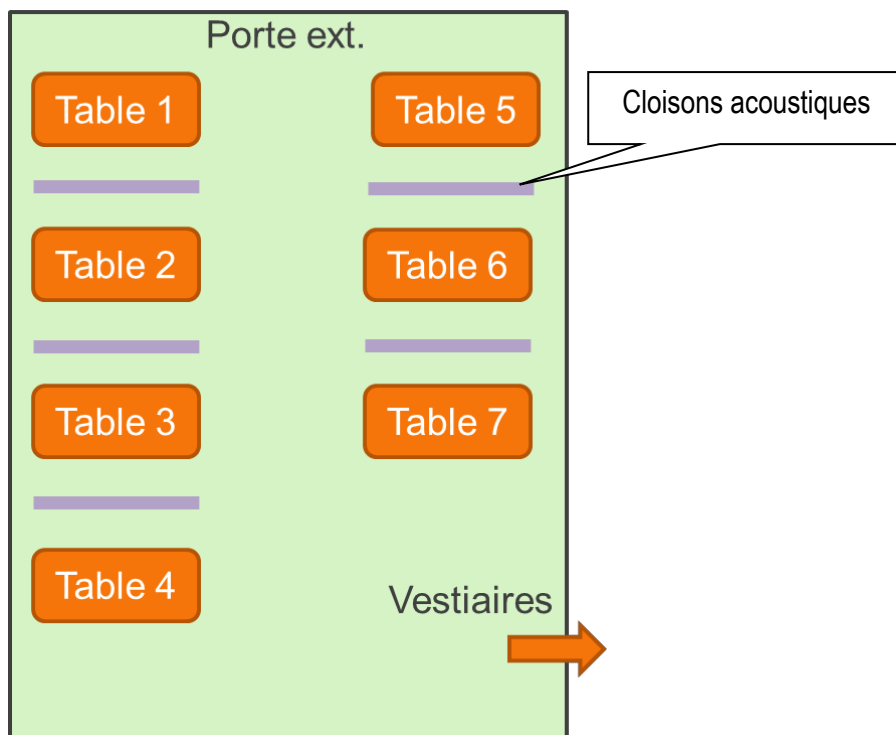 Porte ext.
Table 1
Table 5
Cloisons acoustiques
Table 2
Table 6
Table 3
Table 7
Table 4
Vestiaires